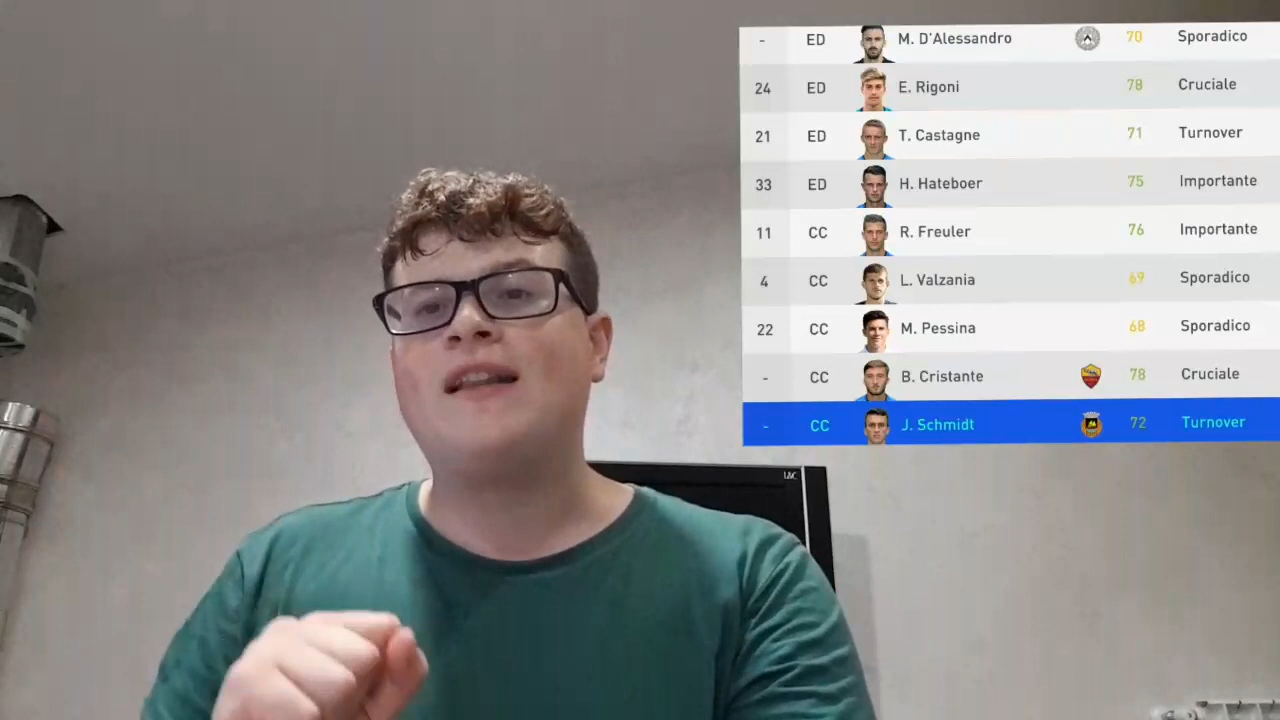 - ED M. D'Alessandro 70 Sporadico
24 ED E. Rigoni 78 Cruciale
21 ED T. Castagne 71 Turnover
33 ED H. Hateboer 75 Importante
11 CC R. Freuler 76 Importante
4 CC L. Valzania 69 Sporadico
22 CC M. Pessina 68 Sporadico
- CC B. Cristante 78 Cruciale
- CC J. Schmidt 72 Turnover